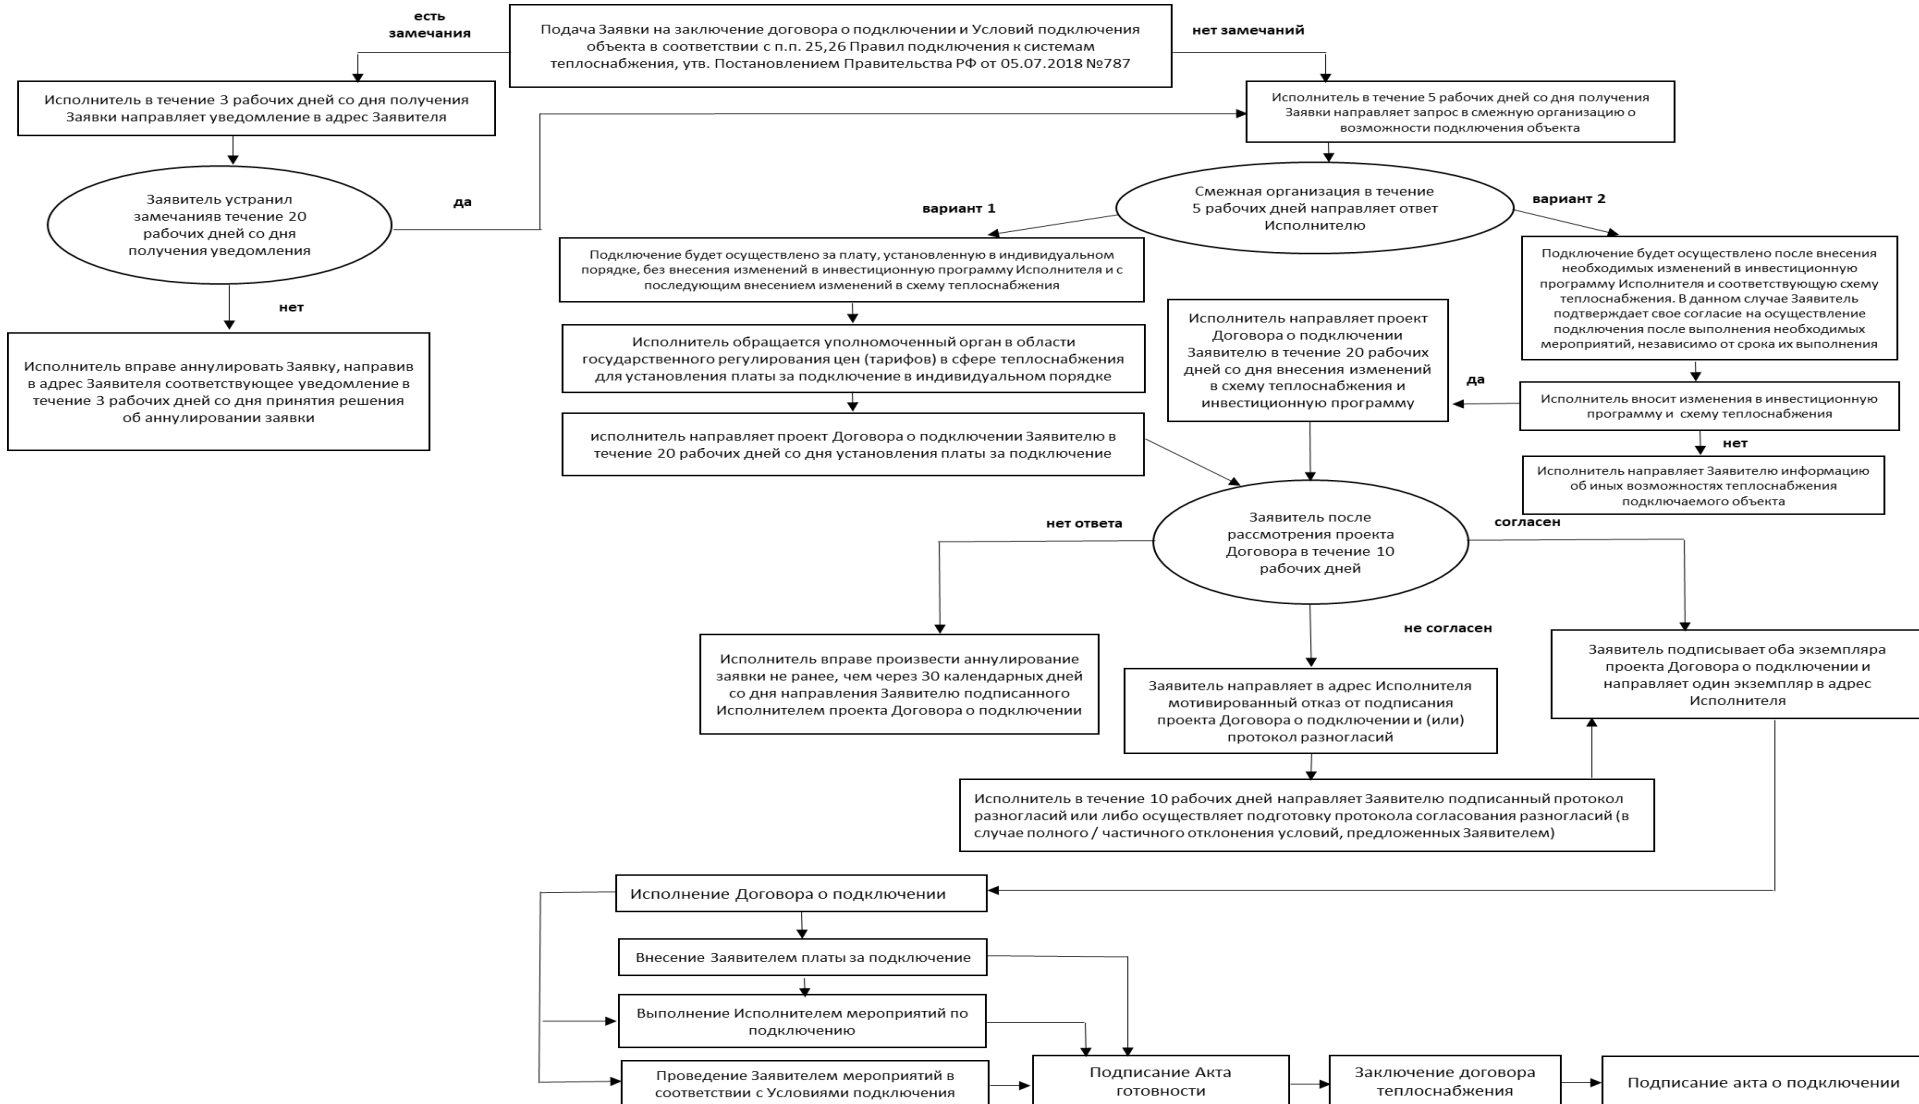 есть
замечания
Подача Заявки на заключение договора о подключении и Условий подключения
объекта в соответствии с п.п. 25,26 Правил подключения к системам
теплоснабжения, утв. Постановлением Правительства РФ от 05.07.2018 №787
нет замечаний
Исполнитель в течение 3 рабочих дней со дня получения
Заявки направляет уведомление в адрес Заявителя
Исполнитель в течение 5 рабочих дней со дня получения
Заявки направляет запрос в смежную организацию о
возможности подключения объекта
Заявитель устранил
замечанияв течение 20
рабочих дней со дня
получения уведомления
да
Смежная организация в течение
5 рабочих дней направляет ответ
Исполнителю
вариант 1
вариант 2
Подключение будет осуществлено за плату, установленную в индивидуальном
порядке, без внесения изменений в инвестиционную программу Исполнителя и с
последующим внесением изменений в схему теплоснабжения
Подключение будет осуществлено после внесения
необходимых изменений в инвестиционную
программу Исполнителя и соответствующую схему
теплоснабжения. В данном случае Заявитель
подтверждает свое согласие на осуществление
подключения после выполнения необходимых
мероприятий, независимо от срока их выполнения
нет
Исполнитель вправе аннулировать Заявку, направив
в адрес Заявителя соответствующее уведомление в
течение 3 рабочих дней со дня принятия решения
об аннулировании заявки
Исполнитель обращается уполномоченный орган в области
государственного регулирования цен (тарифов) в сфере теплоснабжения
для установления платы за подключение в индивидуальном порядке
Исполнитель направляет проект
Договора о подключении
Заявителю в течение 20 рабочих
дней со дня внесения изменений
в схему теплоснабжения и
инвестиционную программу
да
Исполнитель вносит изменения в инвестиционную
программу и схему теплоснабжения
нет
исполнитель направляет проект Договора о подключении Заявителю в
течение 20 рабочих дней со дня установления платы за подключение
Исполнитель направляет Заявителю информацию
об иных возможностях теплоснабжения
подключаемого объекта
нет ответа
Заявитель после
рассмотрения проекта
Договора в течение 10
рабочих дней
согласен
не согласен
Исполнитель вправе произвести аннулирование
заявки не ранее, чем через 30 календарных дней
со дня направления Заявителю подписанного
Исполнителем проекта Договора о подключении
Заявитель направляет в адрес Исполнителя
мотивированный отказ от подписания
проекта Договора о подключении и (или)
протокол разногласий
Заявитель подписывает оба экземпляра
проекта Договора о подключении и
направляет один экземпляр в адрес
Исполнителя
Исполнитель в течение 10 рабочих дней направляет Заявителю подписанный протокол
разногласий или либо осуществляет подготовку протокола согласования разногласий (в
случае полного / частичного отклонения условий, предложенных Заявителем)
Исполнение Договора о подключении
Внесение Заявителем платы за подключение
Выполнение Исполнителем мероприятий по
подключению
Проведение Заявителем мероприятий в
соответствии с Условиями подключения
Подписание Акта
готовности
Заключение договора
теплоснабжения
Подписание акта о подключении